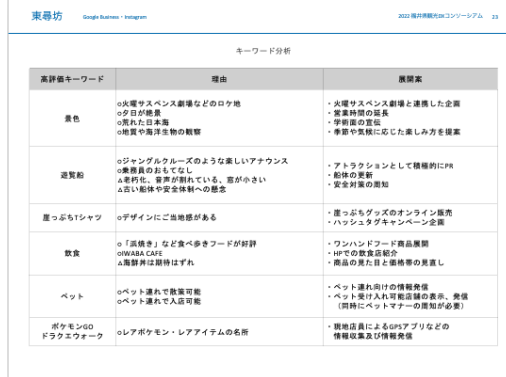 東尋坊
Google Business・Instagram
2022 福井県観光DXコンソーシアム 23
キーワード分析
高評価キーワード
理由
展開案
景色
○火曜サスペンス劇場などのロケ地
○夕日が絶景
○荒れた日本海
○地質や海洋生物の観察
・火曜サスペンス劇場と連携した企画
・営業時間の延長
・学術面の宣伝
・季節や気候に応じた楽しみ方を提案
遊覧船
○ジャングルクルーズのような楽しいアナウンス
○乗務員のおもてなし
△老朽化、音声が割れている、窓が小さい
△古い船体や安全体制への懸念
・アトラクションとして積極的にPR
・船体の更新
・安全対策の周知
崖っぷちTシャツ
○デザインにご当地感がある
・崖っぷちグッズのオンライン販売
・ハッシュタグキャンペーン企画
飲食
○「浜焼き」など食べ歩きフードが好評
○IWABA CAFE
△海鮮丼は期待はずれ
・ワンハンドフード商品展開
・HPでの飲食店紹介
・商品の見た目と価格帯の見直し
ペット
○ペット連れで散策可能
○ペット連れで入店可能
・ペット連れ向けの情報発信
・ペット受け入れ可能店舗の表示、発信
（同時にペットマナーの周知が必要）
ポケモンGO
ドラクエウォーク
○レアポケモン・レアアイテムの名所
・現地店員によるGPSアプリなどの
情報収集及び情報発信